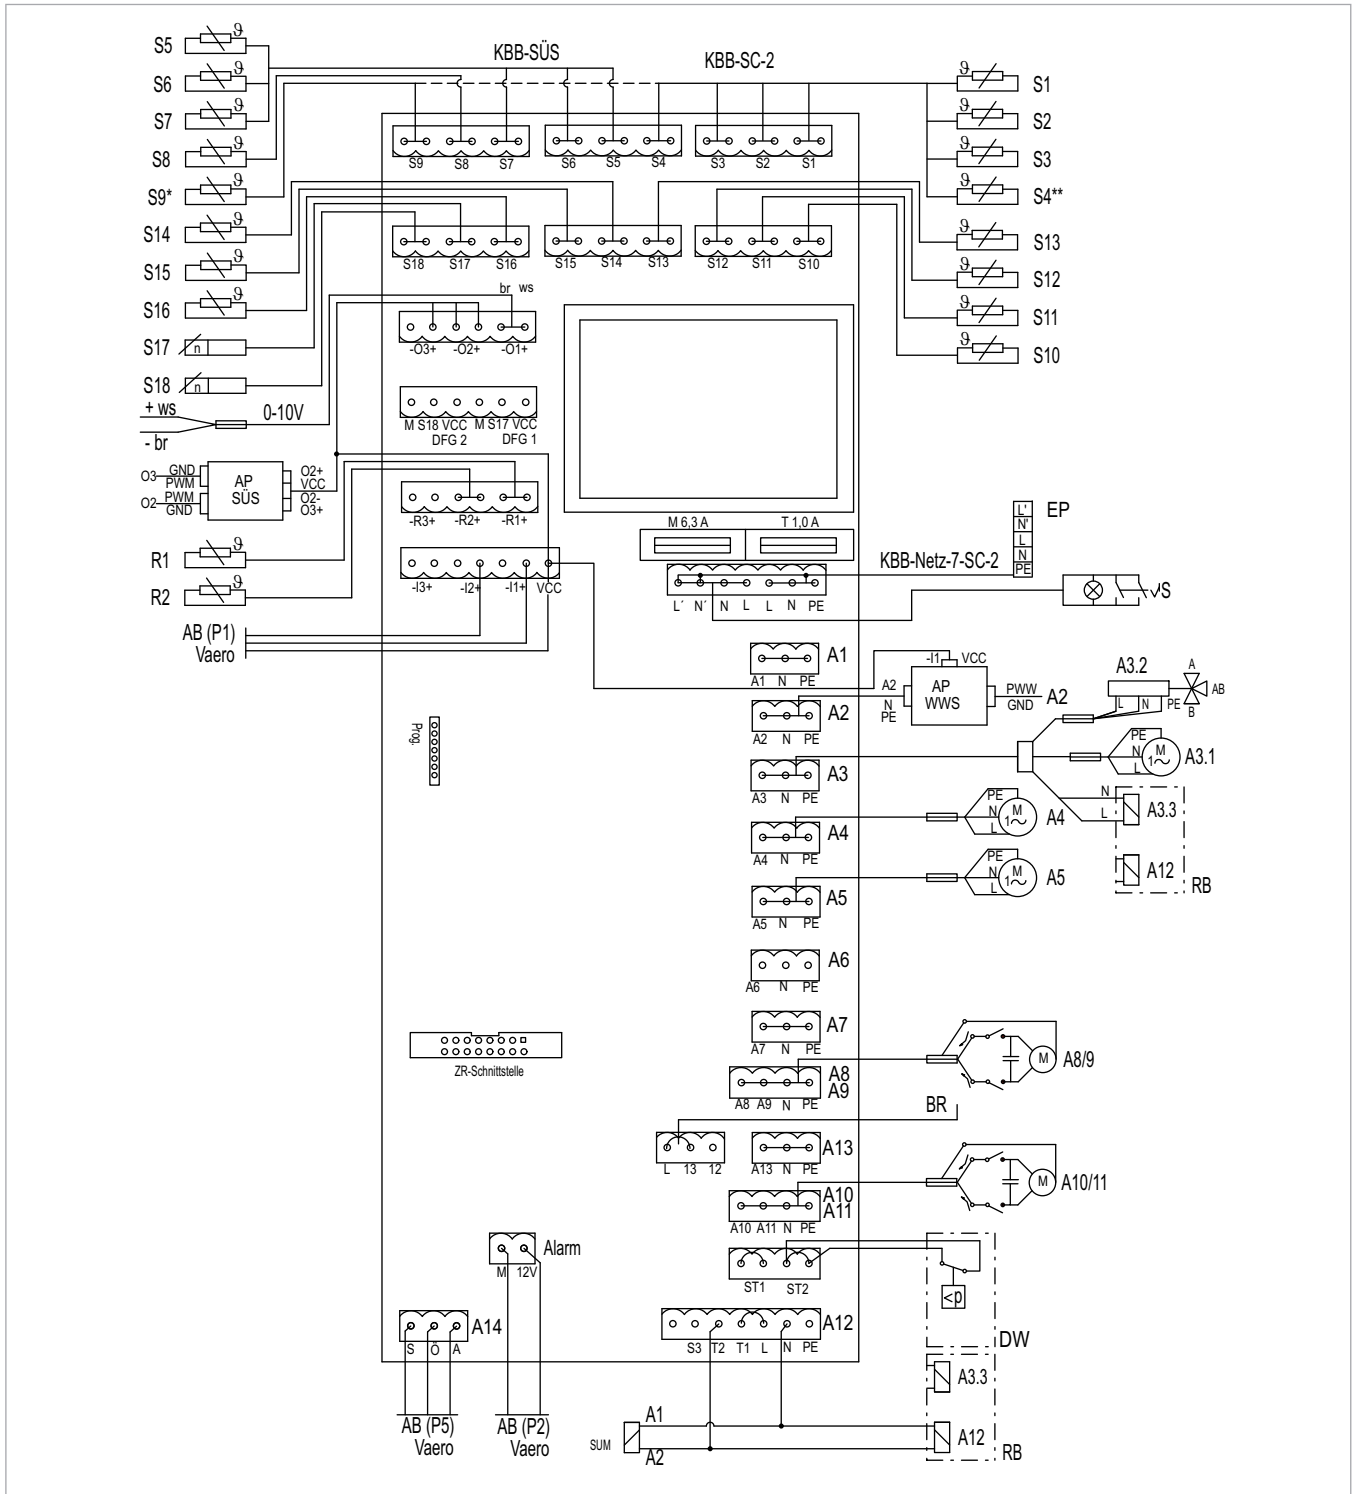 KBB-SÜS
KBB-SC-2
S5 ϑ
S6 ϑ
S7 ϑ
S8 ϑ
S9* ϑ
S14 ϑ
S15 ϑ
S16 ϑ
S17 n
S18 n
ϑ S1
ϑ S2
ϑ S3
ϑ S4**
ϑ S13
ϑ S12
ϑ S11
ϑ S10
S9 S8 S7 S6 S5 S4 S3 S2 S1
S18 S17 S16 S15 S14 S13 S12 S11 S10
br ws
-O3+ -O2+ -O1+
+ ws
0-10V
- br
M S18 VCC M S17 VCC
DFG 2 DFG 1
O3 GND
PWM
O2 PWM
GND
AP
SÜS
O2+
VCC
O2-
O3+
-R3+ -R2+ -R1+
R1 ϑ
R2 ϑ
-I3+ -I2+ -I1+ VCC
AB (P1)
Vaero
M 6,3 A T 1,0 A
KBB-Netz-7-SC-2
L' EP
N'
L
N
PE
L´ N´ N L L N PE
S
A1
A1 N PE
-I1 VCC
A2
N
PE
AP
WWS
PWW
GND
A2
A2
A2 N PE
A3.2
L N PE
A
AB
B
PE
N
L
M
1~
A3.1
A3
A3 N PE
N
L
A3.3
A12
RB
A4
A4 N PE
PE
N
L
M
1~
A4
A5
A5 N PE
PE
N
L
M
1~
A5
A6
A6 N PE
A7
A7 N PE
A8
A9
A8 A9 N PE
M A8/9
BR
L 13 12
A13
A13 N PE
A10
A11
A10 A11 N PE
M A10/11
ST1 ST2
<p
DW
A12
S3 T2 T1 L N PE
Prog.
ZR-Schnittstelle
Alarm
M 12V
A14
S Ö A
AB (P5)
Vaero
AB (P2)
Vaero
SUM
A1
A2
A3.3
A12
RB